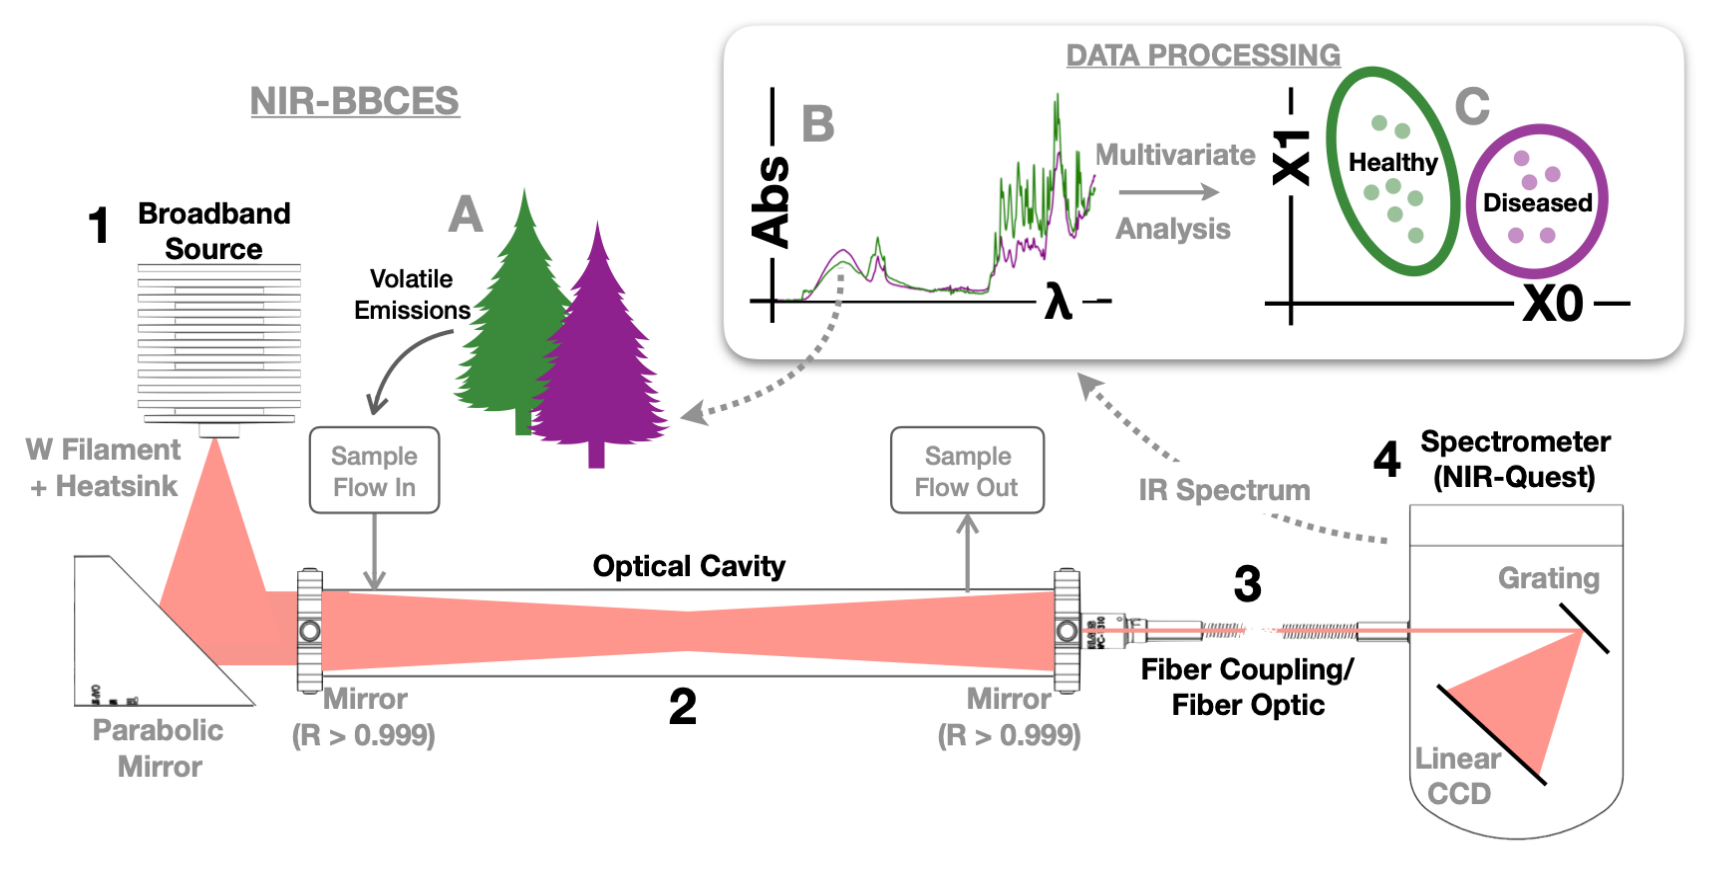 NIR-BBCES
DATA PROCESSING
1
Broadband
Source
A
Volatile
Emissions
B
Abs
λ
Multivariate
Analysis
X1
C
Healthy
Diseased
X0
W Filament
+ Heatsink
Sample
Flow In
Sample
Flow Out
IR Spectrum
4
Spectrometer
(NIR-Quest)
Optical Cavity
3
Grating
Fiber Coupling/
Fiber Optic
Mirror
(R > 0.999)
2
Mirror
(R > 0.999)
Parabolic
Mirror
Linear
CCD